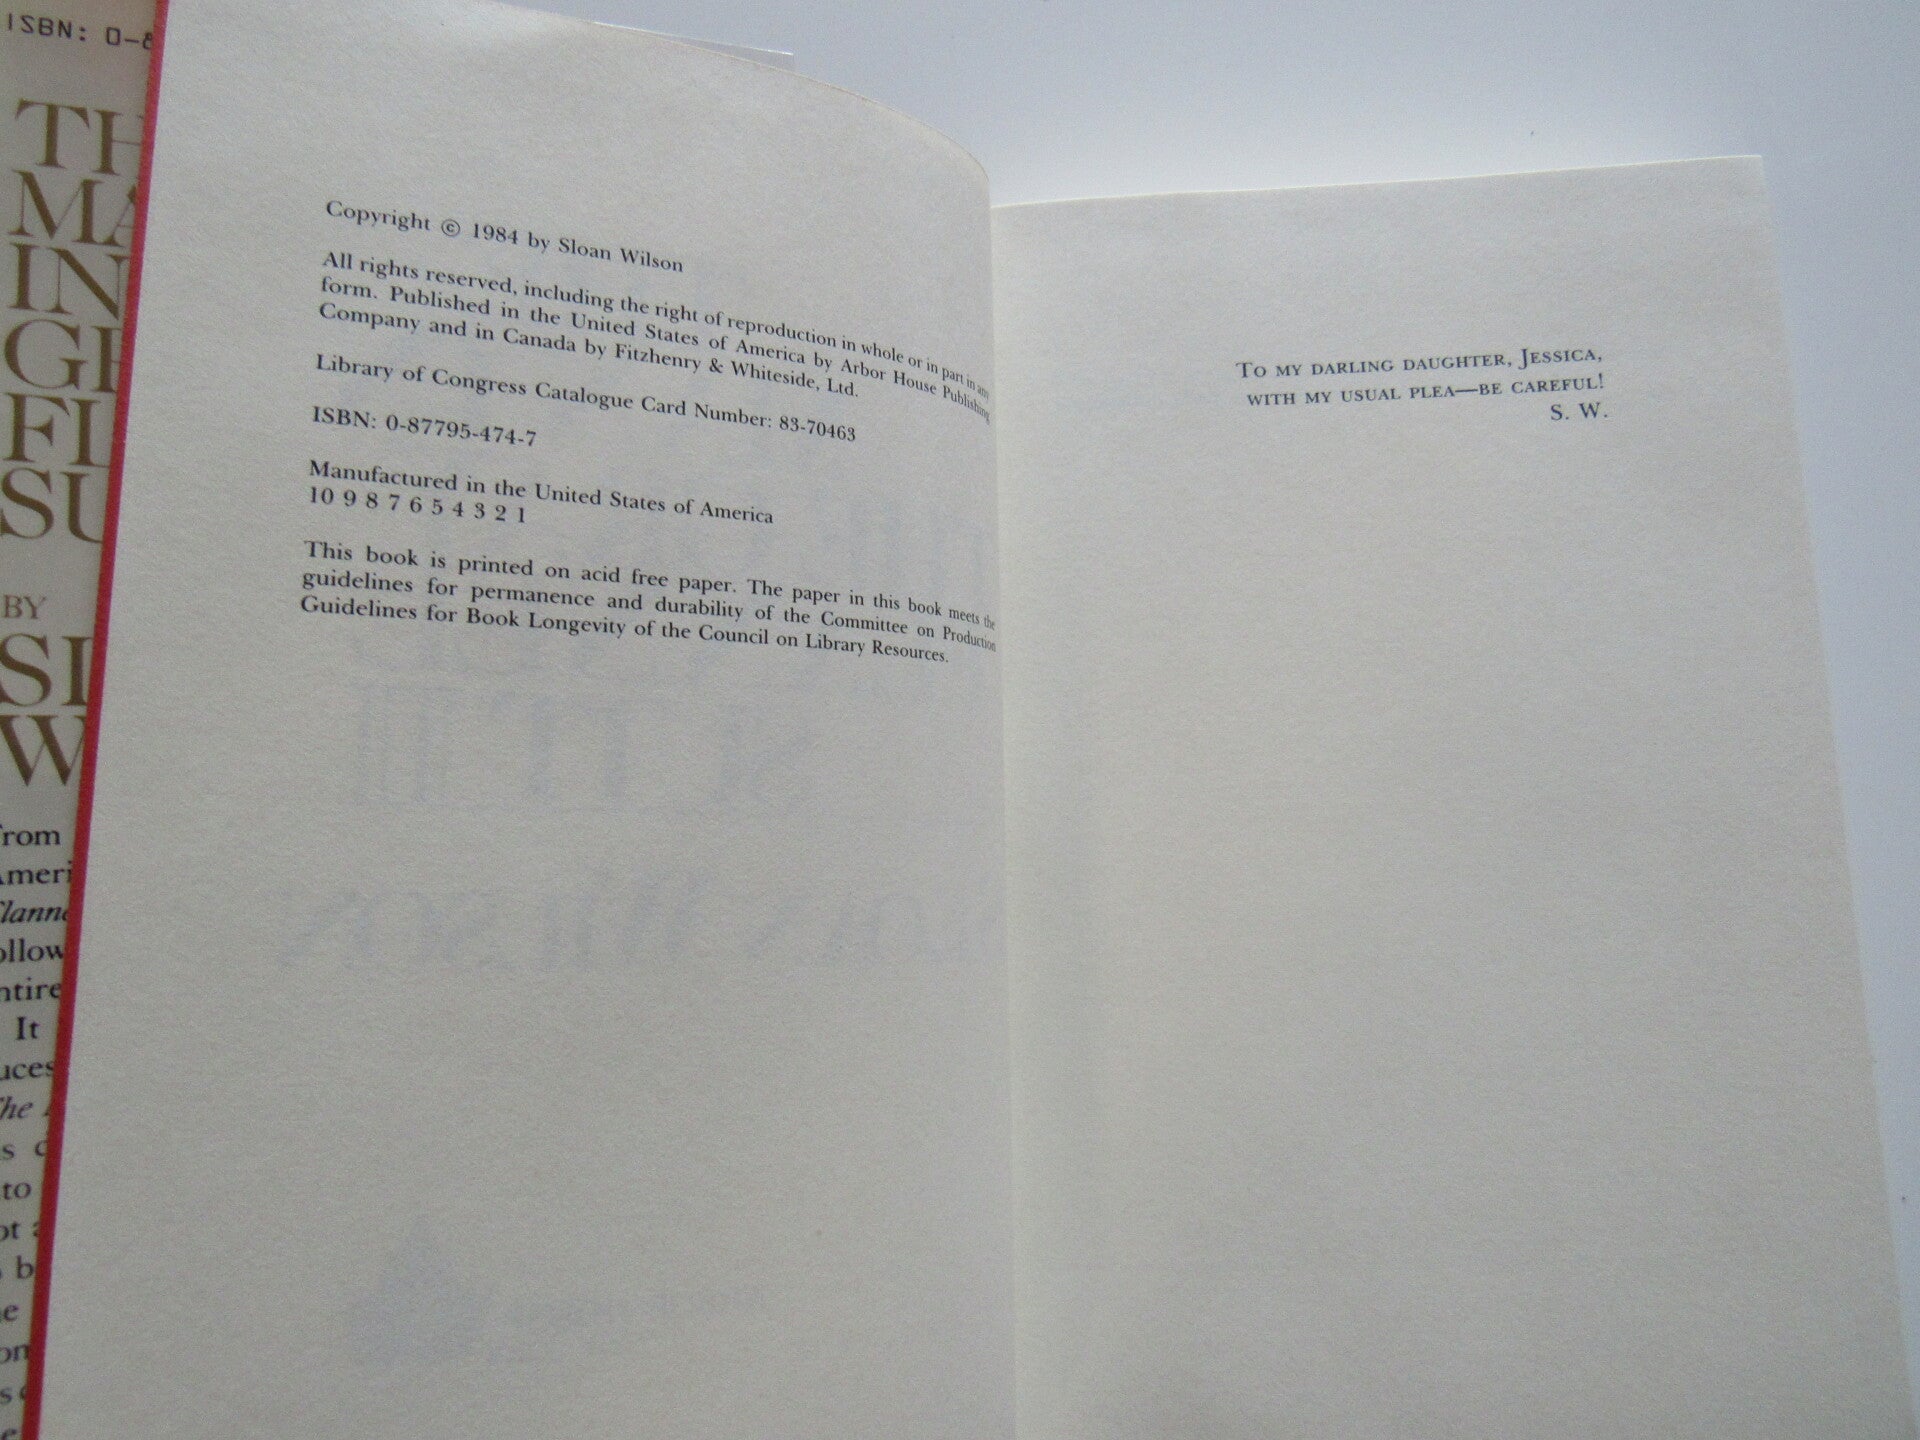 ISBN: 0-8
TH
MA
IN
GR
FL
SU
BY
SL
W
from
Ameri
Flanne
follow
entire
It
The
to
Copyright © 1984 by Sloan Wilson
All rights reserved, including the right of reproduction in whole or in part in any
form. Published in the United States of America by Arbor House Publishing
Company and in Canada by Fitzhenry & Whiteside, Ltd.
Library of Congress Catalogue Card Number: 83-70463
ISBN: 0-87795-474-7
Manufactured in the United States of America
10 9 8 7 6 5 4 3 2 1
This book is printed on acid free paper. The paper in this book meets the
guidelines for permanence and durability of the Committee on Production
Guidelines for Book Longevity of the Council on Library Resources.
To my darling daughter, Jessica,
with my usual plea—be careful!
S. W.